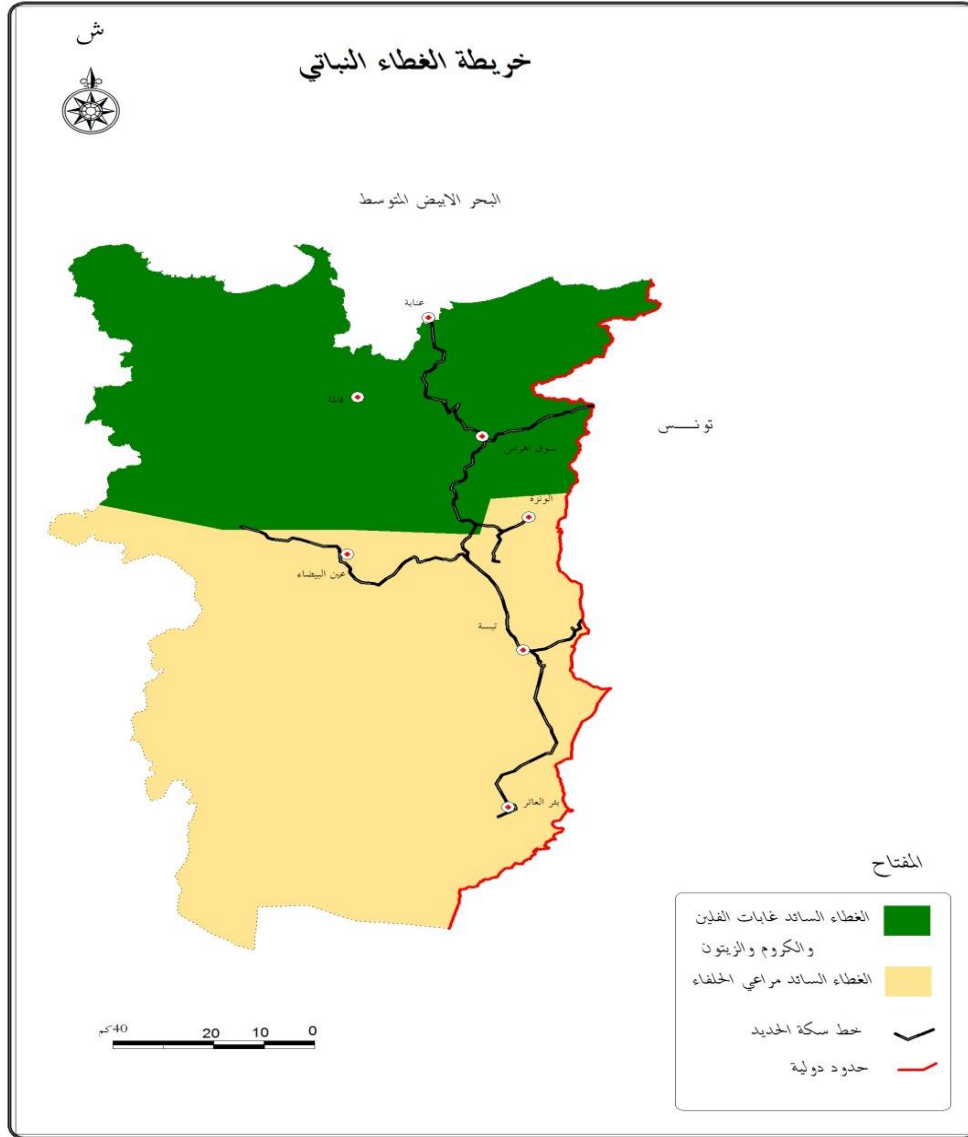 ش
خريطة الغطاء النباتي
البحر الابيض المتوسط
عنابة
قالمة
تونــس
سوق اهراس
الونزة
عين البيضاء
تبسة
بئر العاتر
المفتاح
الغطاء السائد غابات الفلين
والكروم والزيتون
الغطاء السائد مراعي الحلفاء
خط سكة الحديد
حدود دولية
40كم 20 10 0